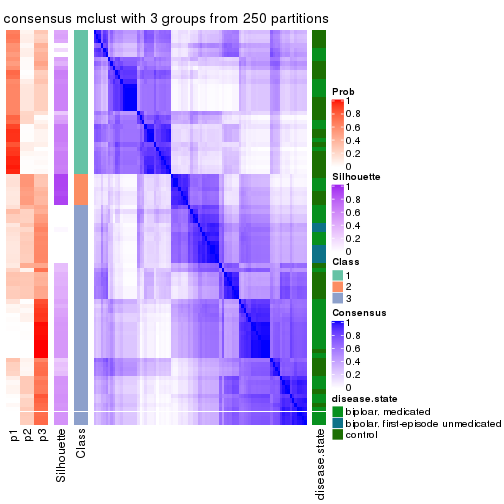 consensus mclust with 3 groups from 250 partitions
Prob
1
0.8
0.6
0.4
0.2
0
Silhouette
1
0.8
0.6
0.4
0.2
0
Class
1
2
3
Consensus
1
0.8
0.6
0.4
0.2
0
disease.state
biploar. medicated
bipolar. first-episode unmedicated
control
p1
p2
p3
Silhouette
Class
disease.state